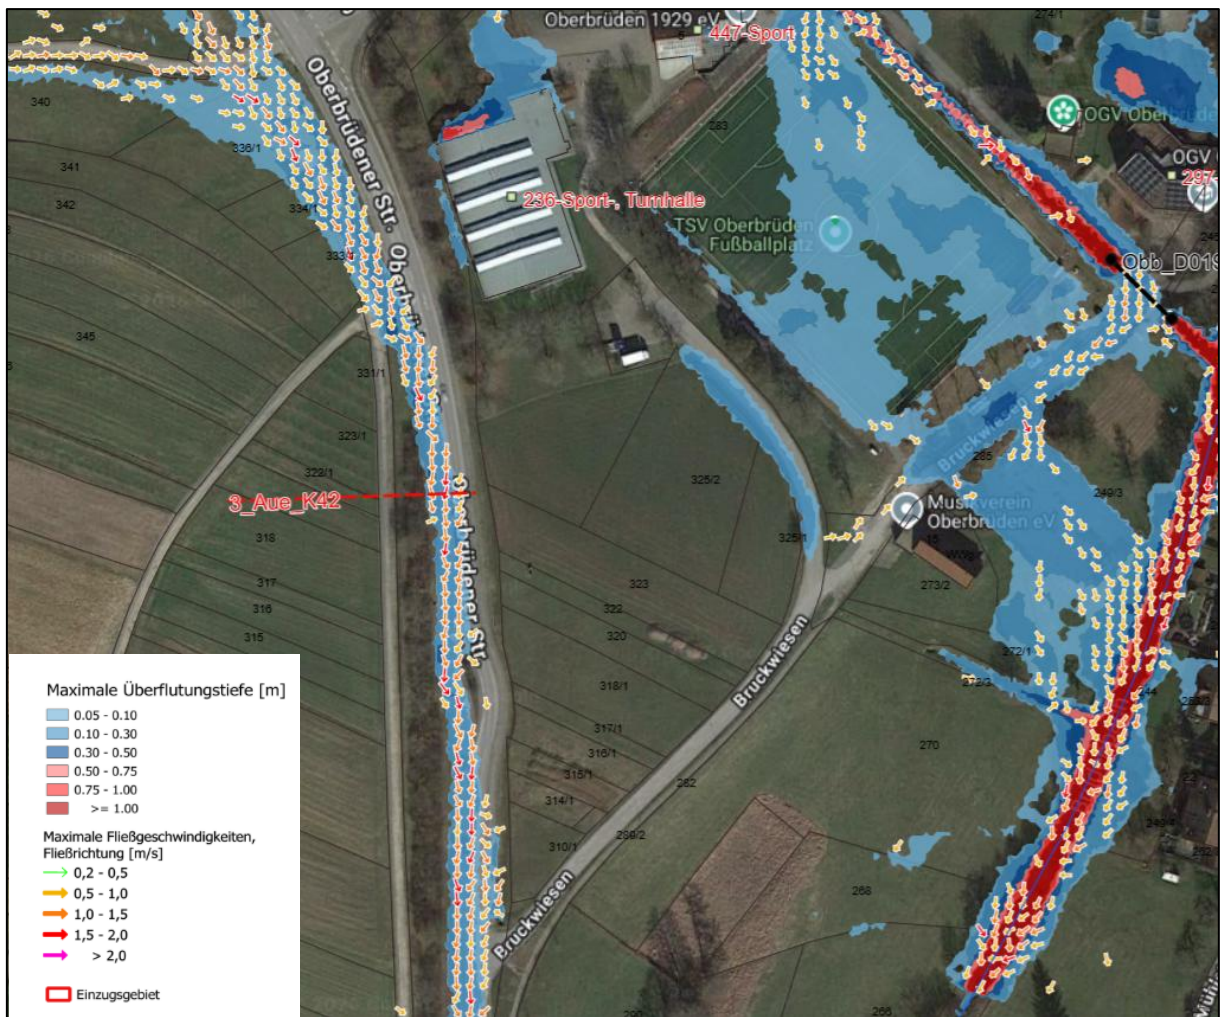 Oberbrüden 1929 eV
447-Sport
274/1
340
341
342
336/1
334/1
333/1
345
331/1
323/1
322/1
3_Aue_K42
318
317
316
315
Oberbrüdener Str.
Oberbrüdener Str.
283
236-Sport-, Turnhalle
TSV Oberbrüden
Fußballplatz
OGV Oberbrüde
OGV
297
Obb_D019
Bruckwiesen
285
249/3
Musikverein
Oberbrüden eV
15
273/2
325/2
325/1
323
322
320
318/1
317/1
316/1
315/1
314/1
310/1
289/2
282
Bruckwiesen
Bruckwiesen
272/1
272/3
244
270
268
266
Mühl
Maximale Überflutungstiefe [m]
0.05 - 0.10
0.10 - 0.30
0.30 - 0.50
0.50 - 0.75
0.75 - 1.00
>= 1.00
Maximale Fließgeschwindigkeiten,
Fließrichtung [m/s]
0,2 - 0,5
0,5 - 1,0
1,0 - 1,5
1,5 - 2,0
> 2,0
Einzugsgebiet